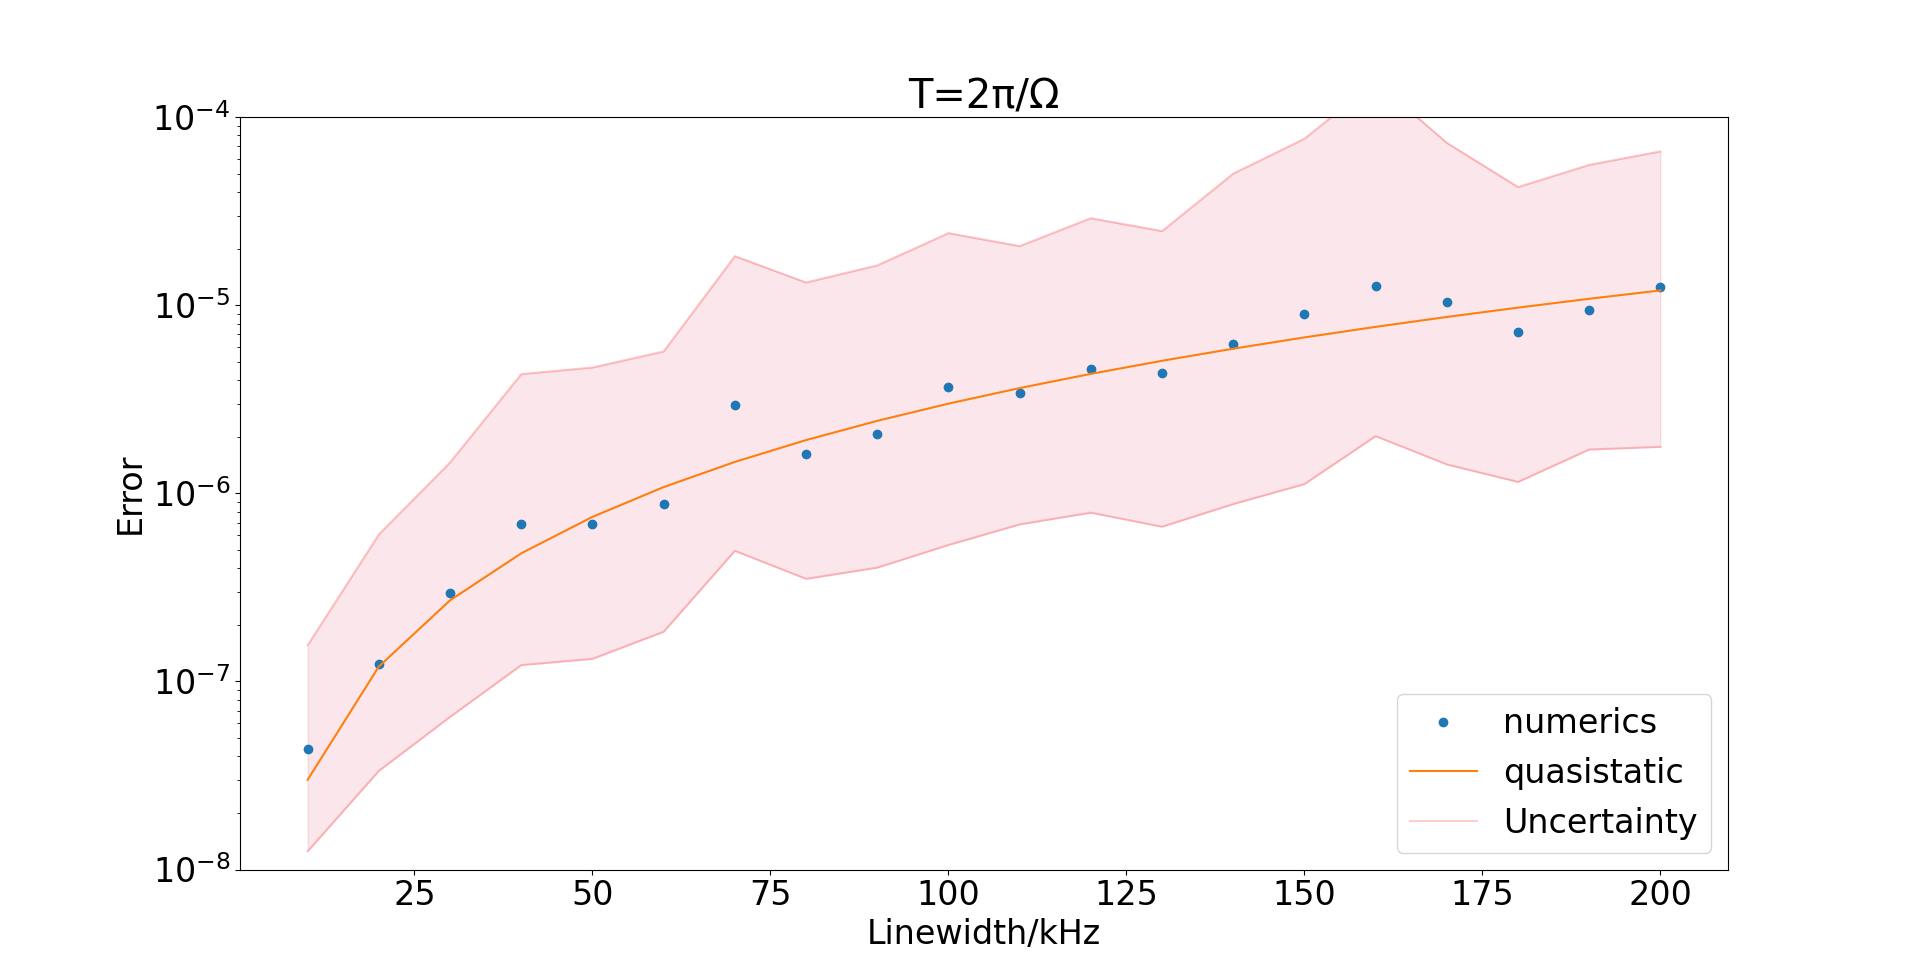 T=2π/Ω
10⁻⁴
10⁻⁵
10⁻⁶
10⁻⁷
10⁻⁸
Error
25 50 75 100 125 150 175 200
Linewidth/kHz
numerics
quasistatic
Uncertainty